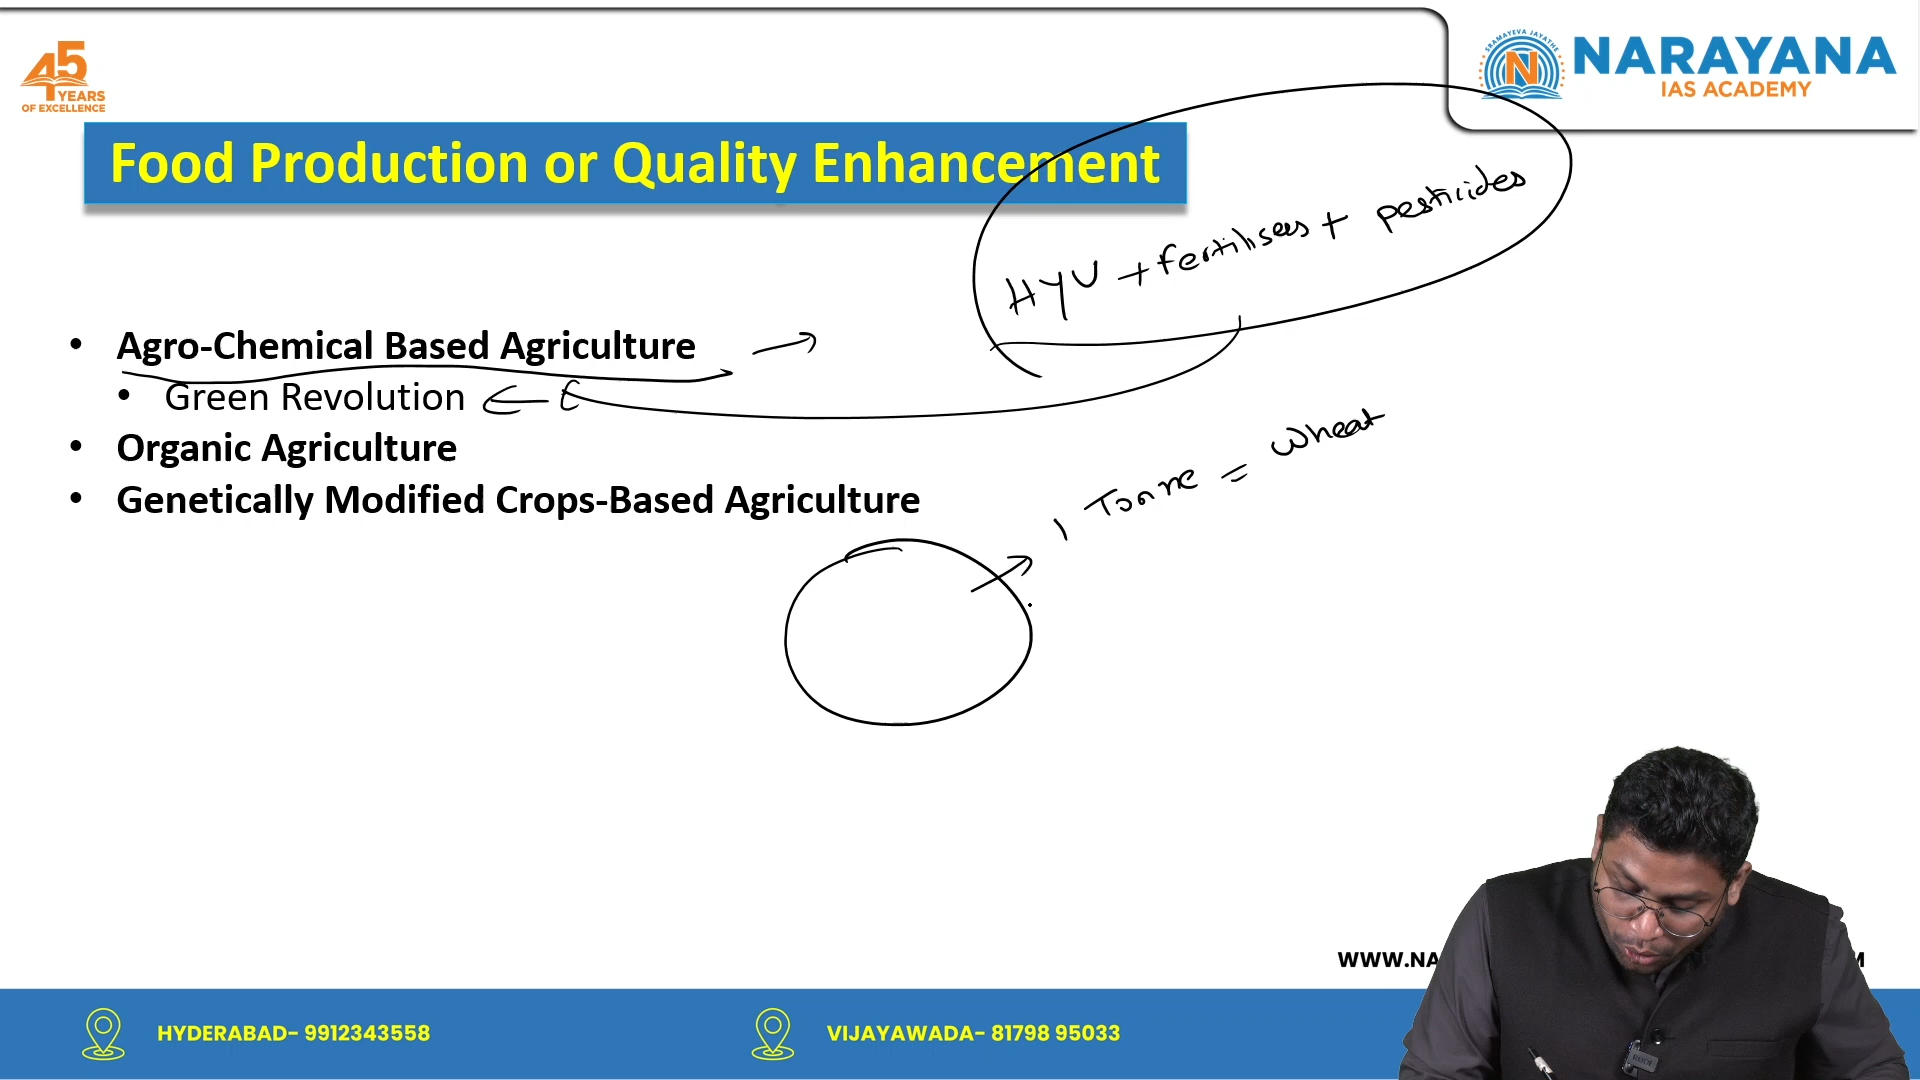 45
YEARS
OF EXCELLENCE
SRAMAYEVA JAYATHE
N
NARAYANA
IAS ACADEMY
Food Production or Quality Enhancement
HYV + fertilisers + pesticides
• Agro-Chemical Based Agriculture
• Green Revolution
• Organic Agriculture
• Genetically Modified Crops-Based Agriculture
1 Tonne = wheat
WWW.NA
M
HYDERABAD- 9912343558
VIJAYAWADA- 81798 95033